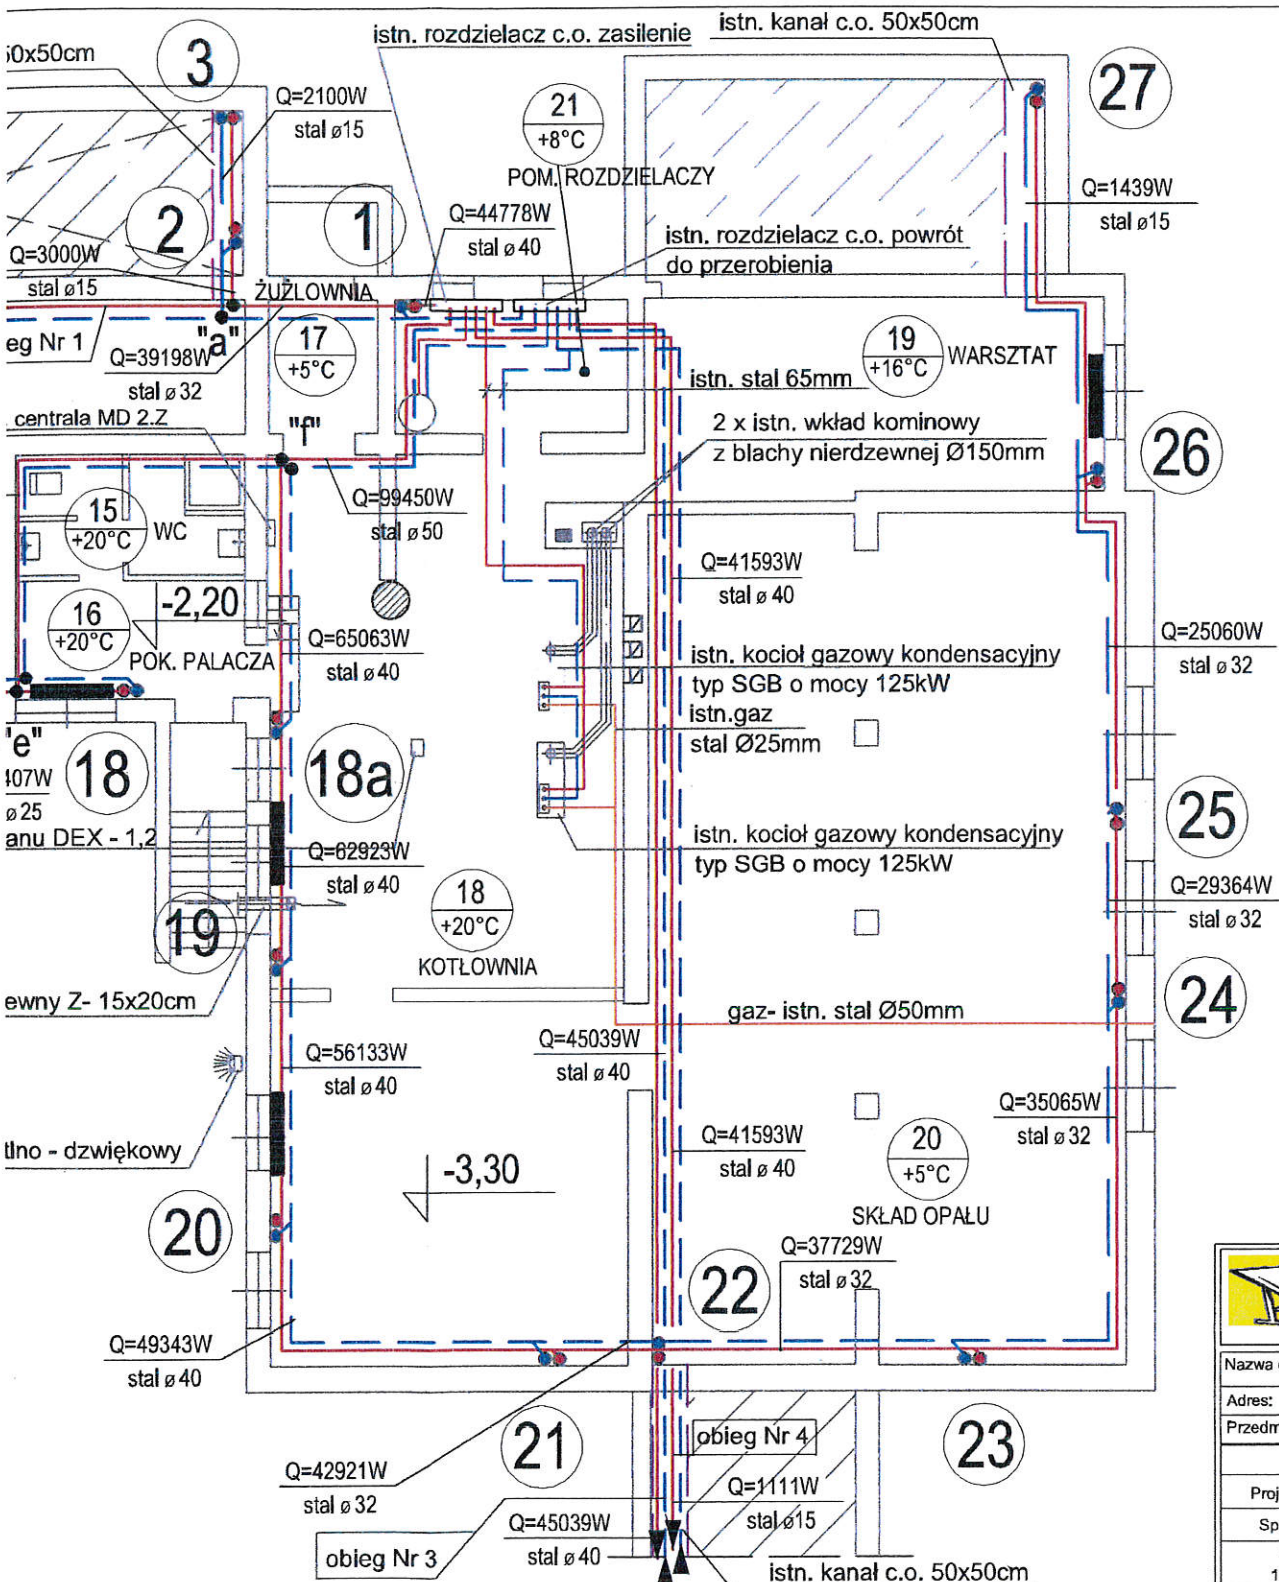 istn. rozdzielacz c.o. zasilenie
istn. kanał c.o. 50x50cm
50x50cm
3
27
Q=2100W
stal ø15
21
+8°C
POM. ROZDZIELACZY
Q=1439W
stal ø15
2
1
Q=44778W
stal ø 40
istn. rozdzielacz c.o. powrót
do przerobienia
Q=3000W
stal ø15
ŻUŻLOWNIA
eg Nr 1
"a"
17
+5°C
19
+16°C
WARSZTAT
Q=39198W
stal ø 32
istn. stal 65mm
centrala MD 2.Z
"f"
2 x istn. wkład kominowy
z blachy nierdzewnej Ø150mm
26
15
+20°C
WC
Q=99450W
stal ø 50
Q=41593W
stal ø 40
16
+20°C
-2,20
POK. PALACZA
Q=65063W
stal ø 40
Q=25060W
stal ø 32
istn. kocioł gazowy kondensacyjny
typ SGB o mocy 125kW
istn.gaz
stal Ø25mm
"e"
407W
ø 25
18
18a
25
anu DEX - 1,2
Q=62923W
stal ø 40
istn. kocioł gazowy kondensacyjny
typ SGB o mocy 125kW
18
+20°C
KOTŁOWNIA
Q=29364W
stal ø 32
19
24
ewny Z- 15x20cm
gaz- istn. stal Ø50mm
Q=56133W
stal ø 40
Q=45039W
stal ø 40
Q=35065W
stal ø 32
Q=41593W
stal ø 40
20
+5°C
SKŁAD OPAŁU
tlno - dzwiękowy
-3,30
20
22
Q=37729W
stal ø 32
Q=49343W
stal ø 40
21
23
obieg Nr 4
Q=42921W
stal ø 32
Q=1111W
stal ø15
Q=45039W
stal ø 40
obieg Nr 3
istn. kanał c.o. 50x50cm
Nazwa
Adres:
Przedm
Proj
Sp
1